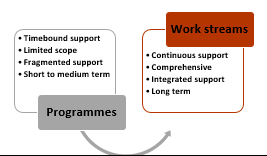 • Timebound support
• Limited scope
• Fragmented support
• Short to medium term
Programmes
Work streams
• Continuous support
• Comprehensive
• Integrated support
• Long term